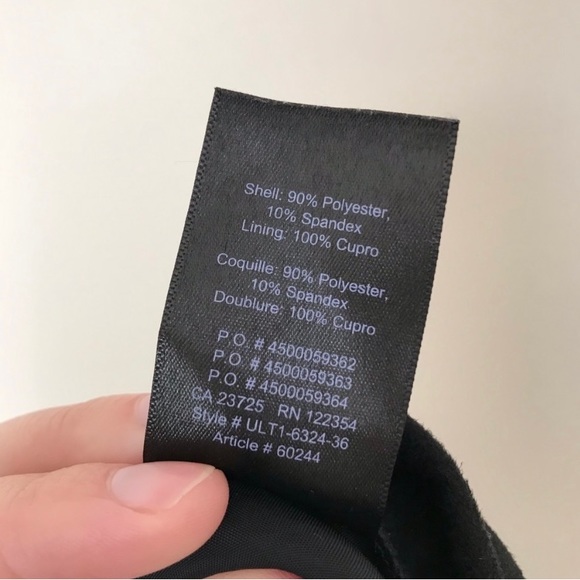 Shell: 90% Polyester,
10% Spandex
Lining: 100% Cupro
Coquille: 90% Polyester,
10% Spandex
Doublure: 100% Cupro
P.O. # 4500059362
P.O. # 4500059363
P.O. # 4500059364
CA 23725 RN 122354
Style # ULT1-6324-36
Article # 60244